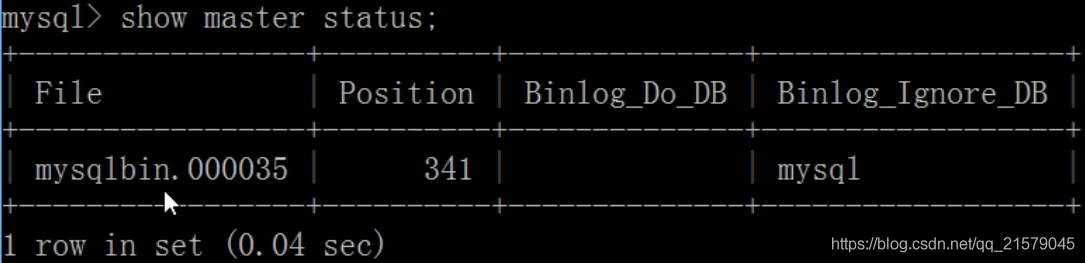 mysql> show master status;
+-----------------+----------+--------------+------------------+
| File | Position | Binlog_Do_DB | Binlog_Ignore_DB |
+-----------------+----------+--------------+------------------+
| mysqlbin.000035 | 341 | | mysql |
+-----------------+----------+--------------+------------------+
1 row in set (0.04 sec)
https://blog.csdn.net/qq_21579045